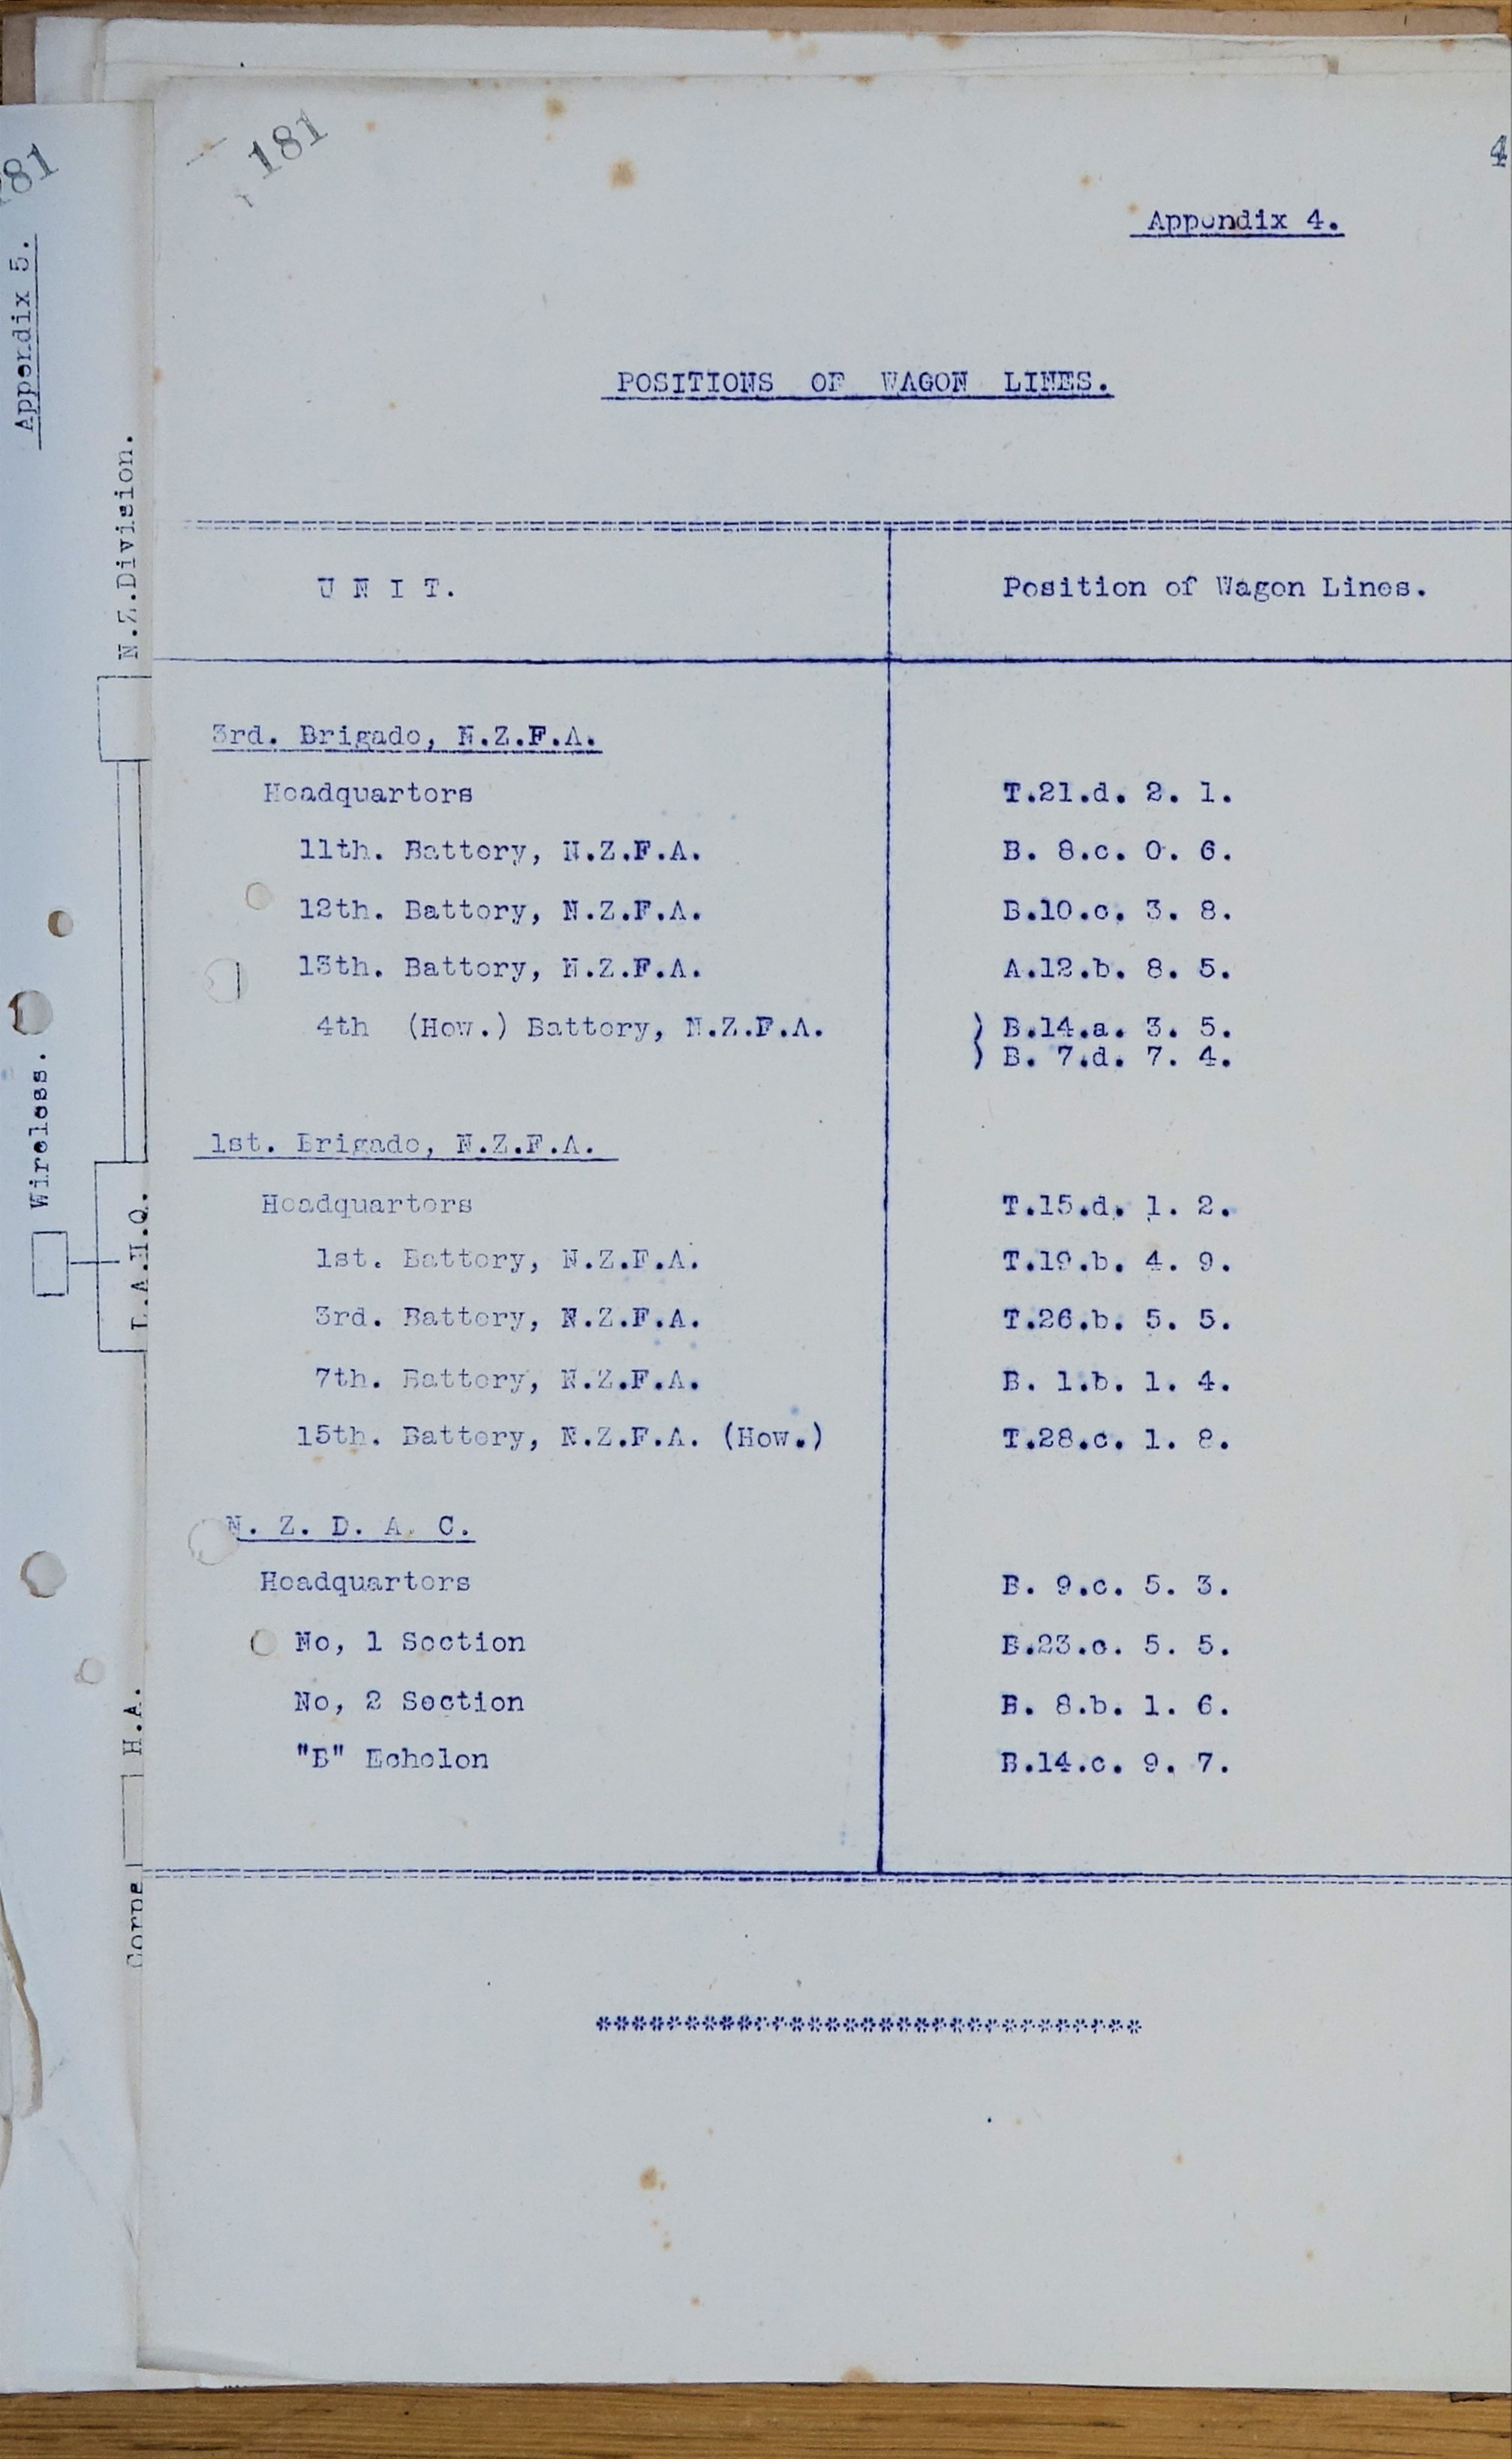 181
4
Appendix 4.
POSITIONS OF WAGON LINES.
U N I T. Position of Wagon Lines.
3rd. Brigade, N.Z.F.A.
Headquarters T.21.d. 2. 1.
11th. Battery, N.Z.F.A. B. 8.c. 0. 6.
12th. Battery, N.Z.F.A. B.10.c. 3. 8.
13th. Battery, N.Z.F.A. A.12.b. 8. 5.
4th (How.) Battery, N.Z.F.A. ) B.14.a. 3. 5.
) B. 7.d. 7. 4.
1st. Brigade, N.Z.F.A.
Headquarters T.15.d. 1. 2.
1st. Battery, N.Z.F.A. T.19.b. 4. 9.
3rd. Battery, N.Z.F.A. T.26.b. 5. 5.
7th. Battery, N.Z.F.A. B. 1.b. 1. 4.
15th. Battery, N.Z.F.A. (How.) T.28.c. 1. 8.
N. Z. D. A. C.
Headquarters B. 9.c. 5. 3.
No, 1 Section B.23.c. 5. 5.
No, 2 Section B. 8.b. 1. 6.
"B" Echelon B.14.c. 9. 7.
*******************************
81
Appendix 5.
N.Z.Division.
Wireless.
H.A.
Corps